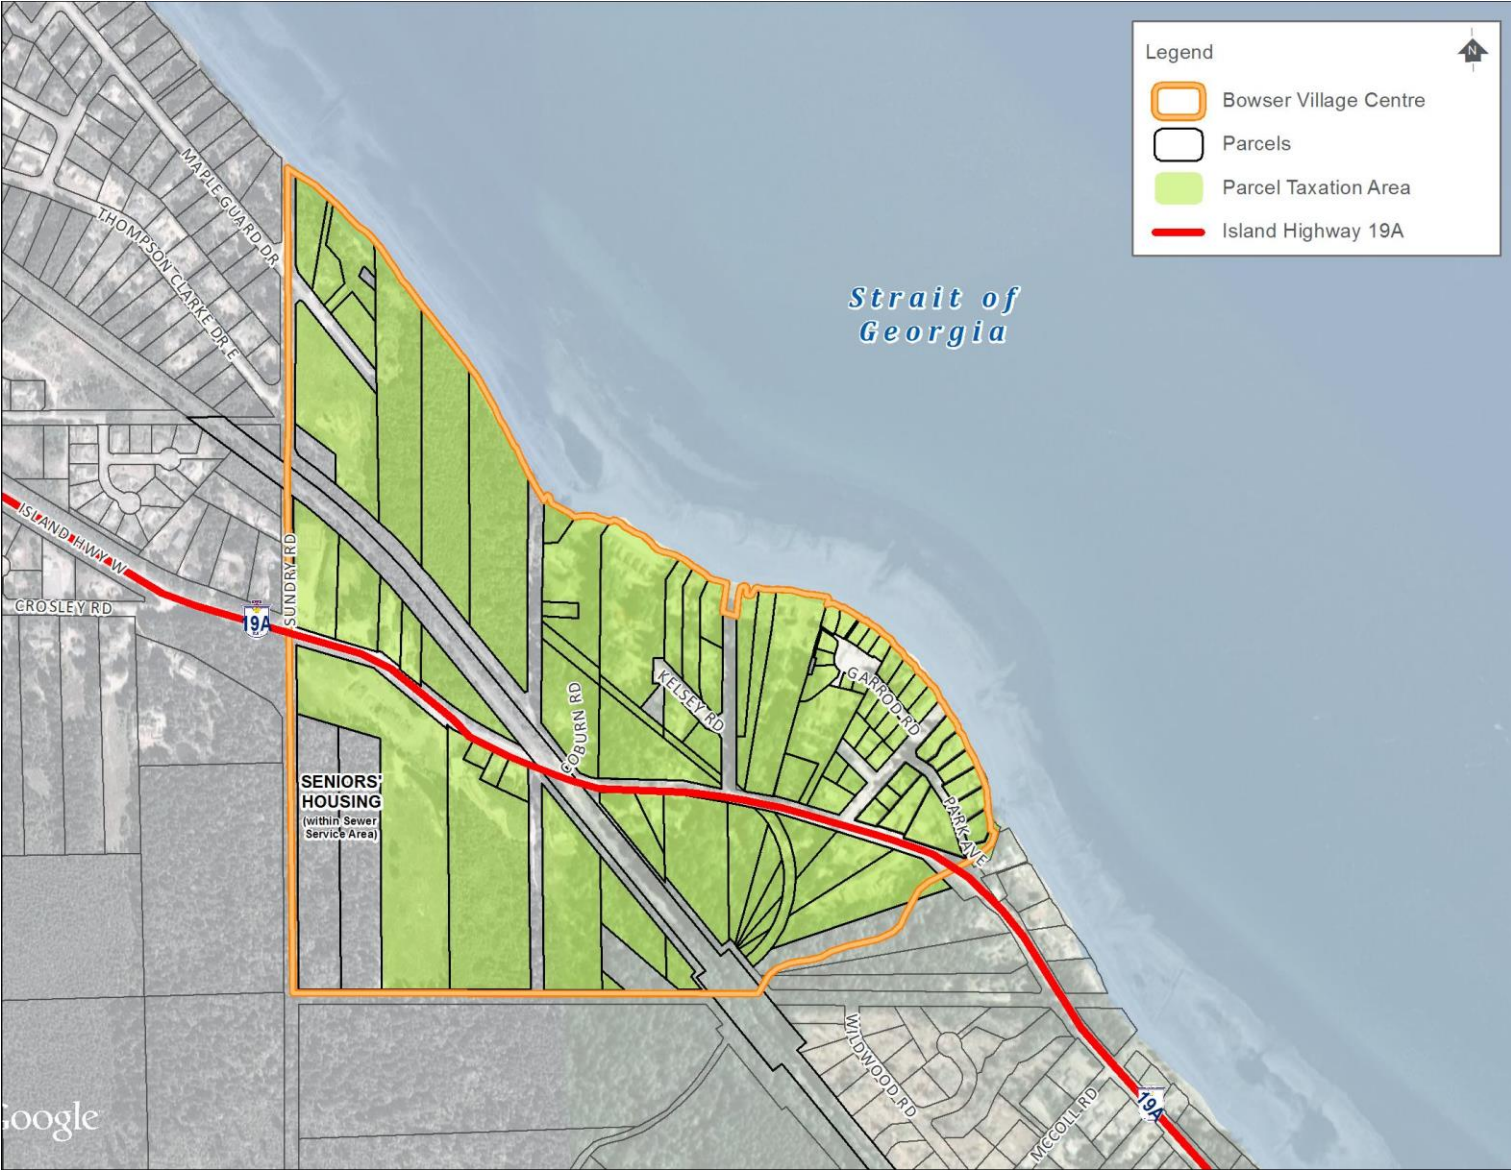 Legend
N
Bowser Village Centre
Parcels
Parcel Taxation Area
Island Highway 19A
Strait of
Georgia
MAPLE GUARD DR
THOMPSON CLARKE DR E
ISLAND HWY W
SUNDRY RD
CROSLEY RD
19A
KELSEY RD
GARROD RD
COBURN RD
SENIORS'
HOUSING
(within Sewer
Service Area)
PARK AVE
WILDWOOD RD
MCCOLL RD
19A
Google